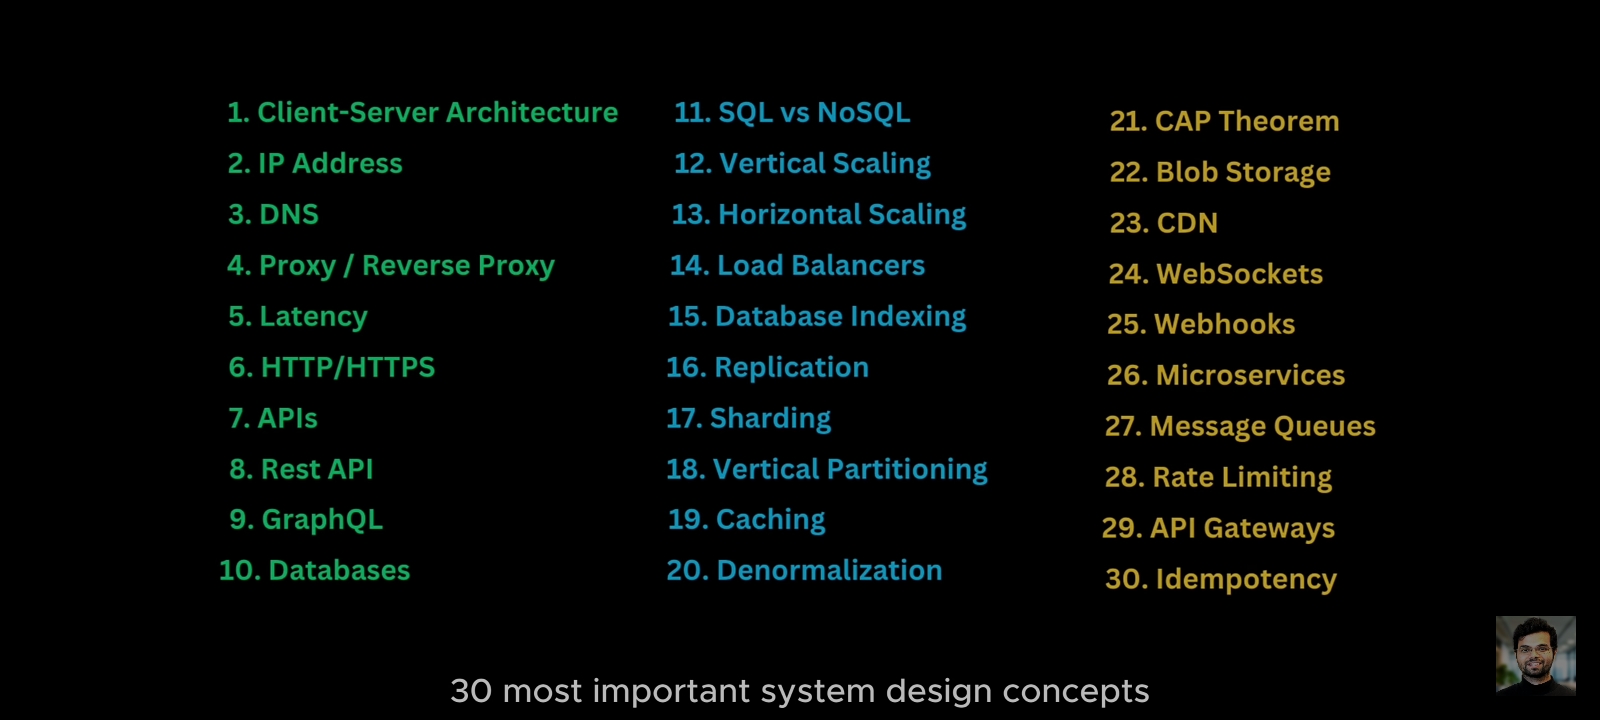 1. Client-Server Architecture
2. IP Address
3. DNS
4. Proxy / Reverse Proxy
5. Latency
6. HTTP/HTTPS
7. APIs
8. Rest API
9. GraphQL
10. Databases
11. SQL vs NoSQL
12. Vertical Scaling
13. Horizontal Scaling
14. Load Balancers
15. Database Indexing
16. Replication
17. Sharding
18. Vertical Partitioning
19. Caching
20. Denormalization
21. CAP Theorem
22. Blob Storage
23. CDN
24. WebSockets
25. Webhooks
26. Microservices
27. Message Queues
28. Rate Limiting
29. API Gateways
30. Idempotency
30 most important system design concepts